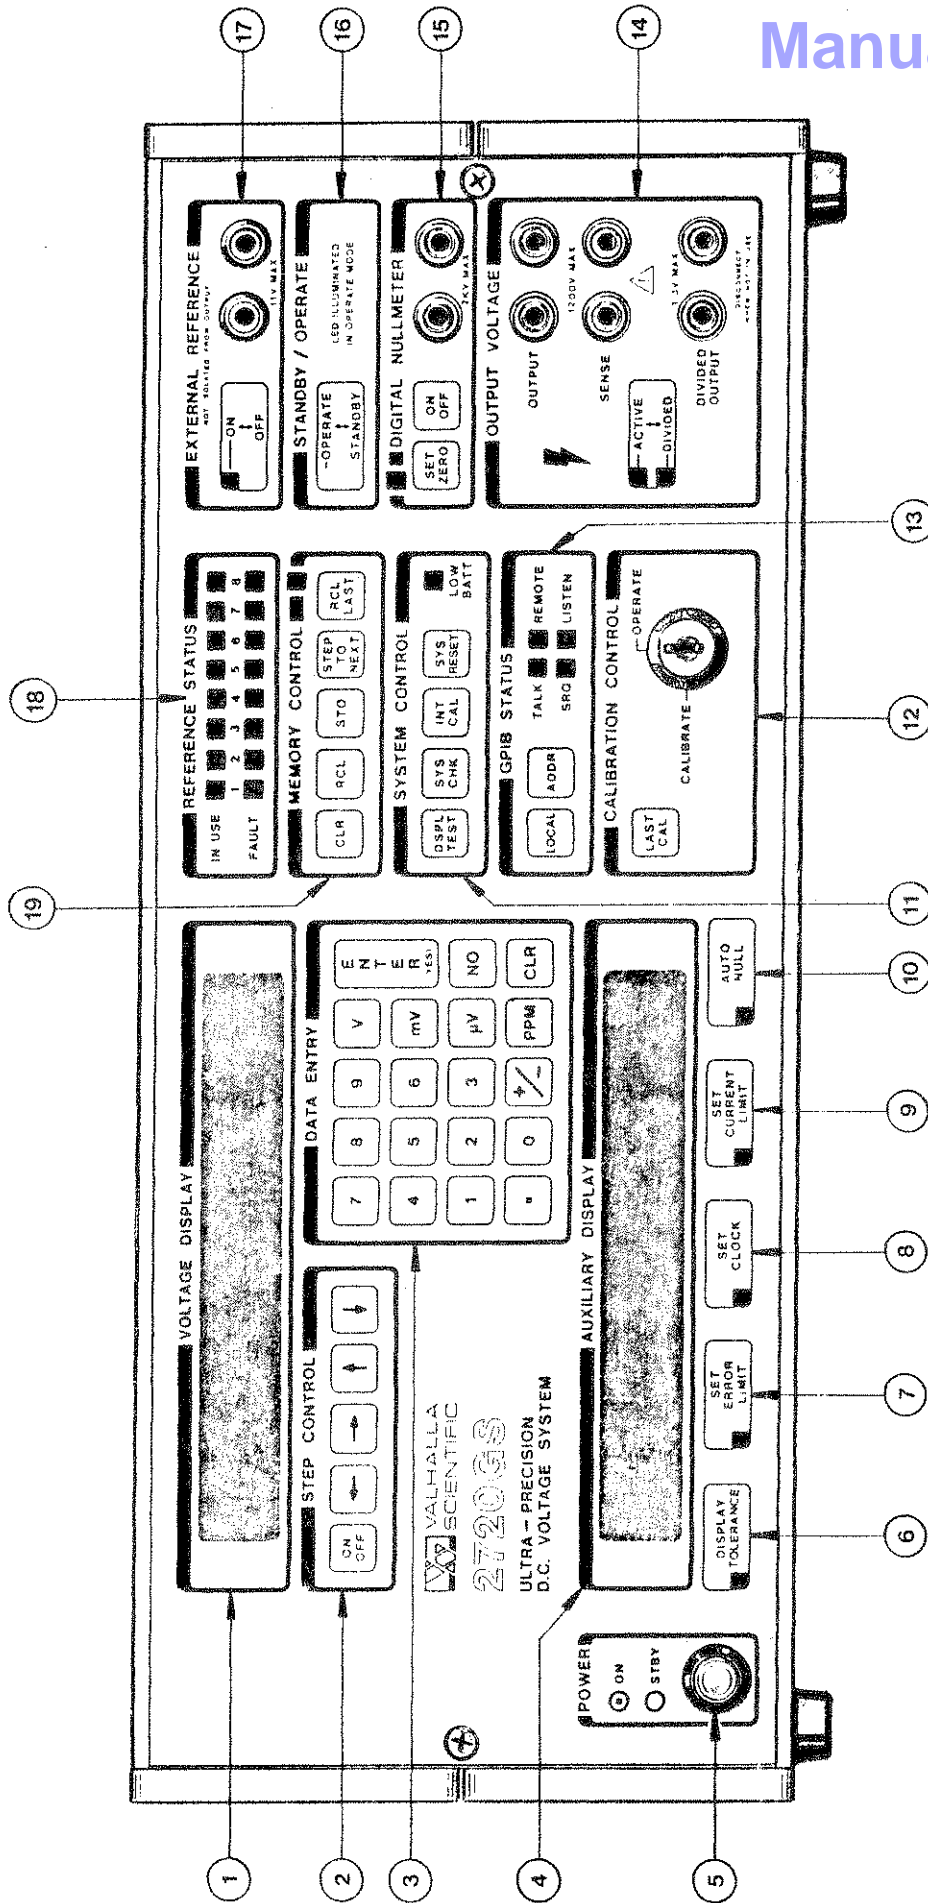 Manua
17
16
15
14
18
13
12
19
11
10
9
8
7
6
1
2
3
4
5
VOLTAGE DISPLAY
STEP CONTROL
ON
OFF
← → ↑ ↓
VALHALLA
SCIENTIFIC
2720GS
ULTRA-PRECISION
D.C. VOLTAGE SYSTEM
DATA ENTRY
7 8 9 V
ENTER
(YES)
4 5 6 mV
1 2 3 µV NO
0 +/- PPM CLR
AUXILIARY DISPLAY
POWER
ON
STBY
DISPLAY
TOLERANCE
SET
ERROR
LIMIT
SET
CLOCK
SET
CURRENT
LIMIT
AUTO
NULL
REFERENCE STATUS
IN USE
1 2 3 4 5 6 7 8
FAULT
MEMORY CONTROL
CLR
RCL
STO
STEP
TO
NEXT
RCL
LAST
SYSTEM CONTROL
DSPL
TEST
SYS
CHK
INT
CAL
SYS
RESET
LOW
BATT
GPIB STATUS
LOCAL
ADDR
TALK
REMOTE
SRQ
LISTEN
CALIBRATION CONTROL
LAST
CAL
CALIBRATE
OPERATE
EXTERNAL REFERENCE
NOT ISOLATED FROM OUTPUT
ON
↕
OFF
11V MAX
STANDBY / OPERATE
OPERATE
↕
STANDBY
LED ILLUMINATED
IN OPERATE MODE
DIGITAL NULLMETER
SET
ZERO
ON
OFF
2KV MAX
OUTPUT VOLTAGE
OUTPUT
1200V MAX
SENSE
ACTIVE
↕
DIVIDED
DIVIDED
OUTPUT
MAX
DISCONNECT
WHEN NOT IN USE